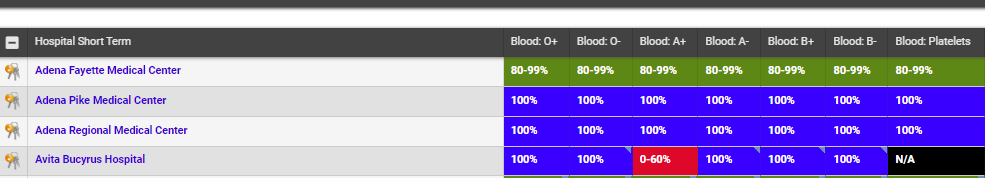 Hospital Short Term Blood: O+ Blood: O- Blood: A+ Blood: A- Blood: B+ Blood: B- Blood: Platelets
Adena Fayette Medical Center 80-99% 80-99% 80-99% 80-99% 80-99% 80-99% 80-99%
Adena Pike Medical Center 100% 100% 100% 100% 100% 100% 100%
Adena Regional Medical Center 100% 100% 100% 100% 100% 100% 100%
Avita Bucyrus Hospital 100% 100% 0-60% 100% 100% 100% N/A